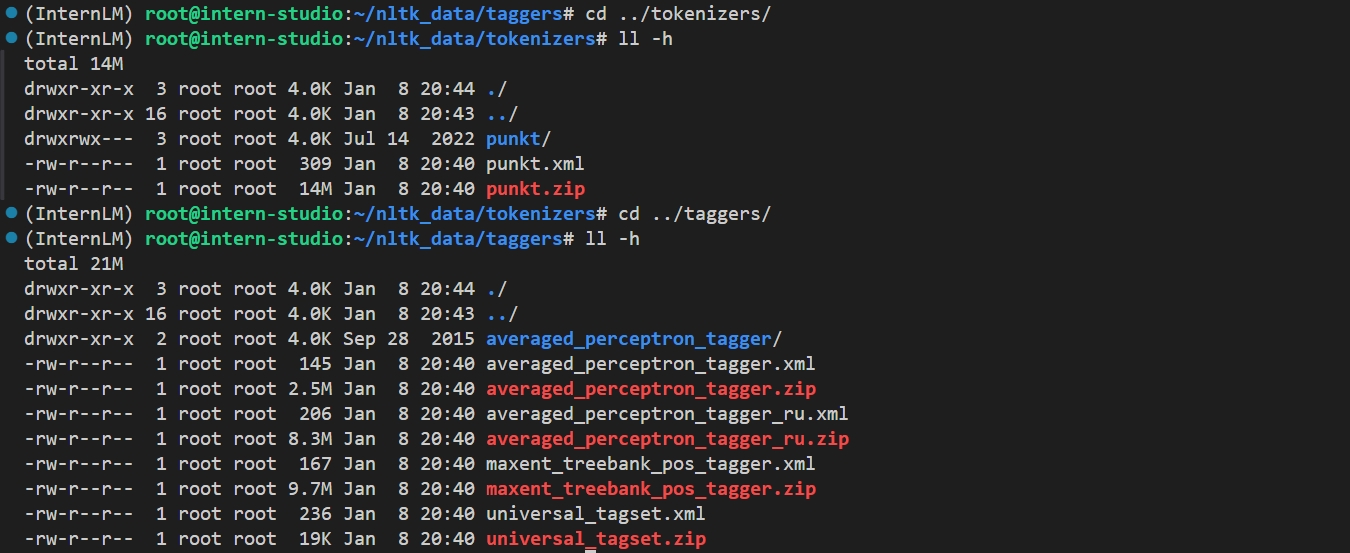 (InternLM) root@intern-studio:~/nltk_data/taggers# cd ../tokenizers/
(InternLM) root@intern-studio:~/nltk_data/tokenizers# ll -h
total 14M
drwxr-xr-x  3 root root 4.0K Jan  8 20:44 ./
drwxr-xr-x 16 root root 4.0K Jan  8 20:43 ../
drwxrwx---  3 root root 4.0K Jul 14  2022 punkt/
-rw-r--r--  1 root root  309 Jan  8 20:40 punkt.xml
-rw-r--r--  1 root root  14M Jan  8 20:40 punkt.zip
(InternLM) root@intern-studio:~/nltk_data/tokenizers# cd ../taggers/
(InternLM) root@intern-studio:~/nltk_data/taggers# ll -h
total 21M
drwxr-xr-x  3 root root 4.0K Jan  8 20:44 ./
drwxr-xr-x 16 root root 4.0K Jan  8 20:43 ../
drwxr-xr-x  2 root root 4.0K Sep 28  2015 averaged_perceptron_tagger/
-rw-r--r--  1 root root  145 Jan  8 20:40 averaged_perceptron_tagger.xml
-rw-r--r--  1 root root 2.5M Jan  8 20:40 averaged_perceptron_tagger.zip
-rw-r--r--  1 root root  206 Jan  8 20:40 averaged_perceptron_tagger_ru.xml
-rw-r--r--  1 root root 8.3M Jan  8 20:40 averaged_perceptron_tagger_ru.zip
-rw-r--r--  1 root root  167 Jan  8 20:40 maxent_treebank_pos_tagger.xml
-rw-r--r--  1 root root 9.7M Jan  8 20:40 maxent_treebank_pos_tagger.zip
-rw-r--r--  1 root root  236 Jan  8 20:40 universal_tagset.xml
-rw-r--r--  1 root root  19K Jan  8 20:40 universal_tagset.zip